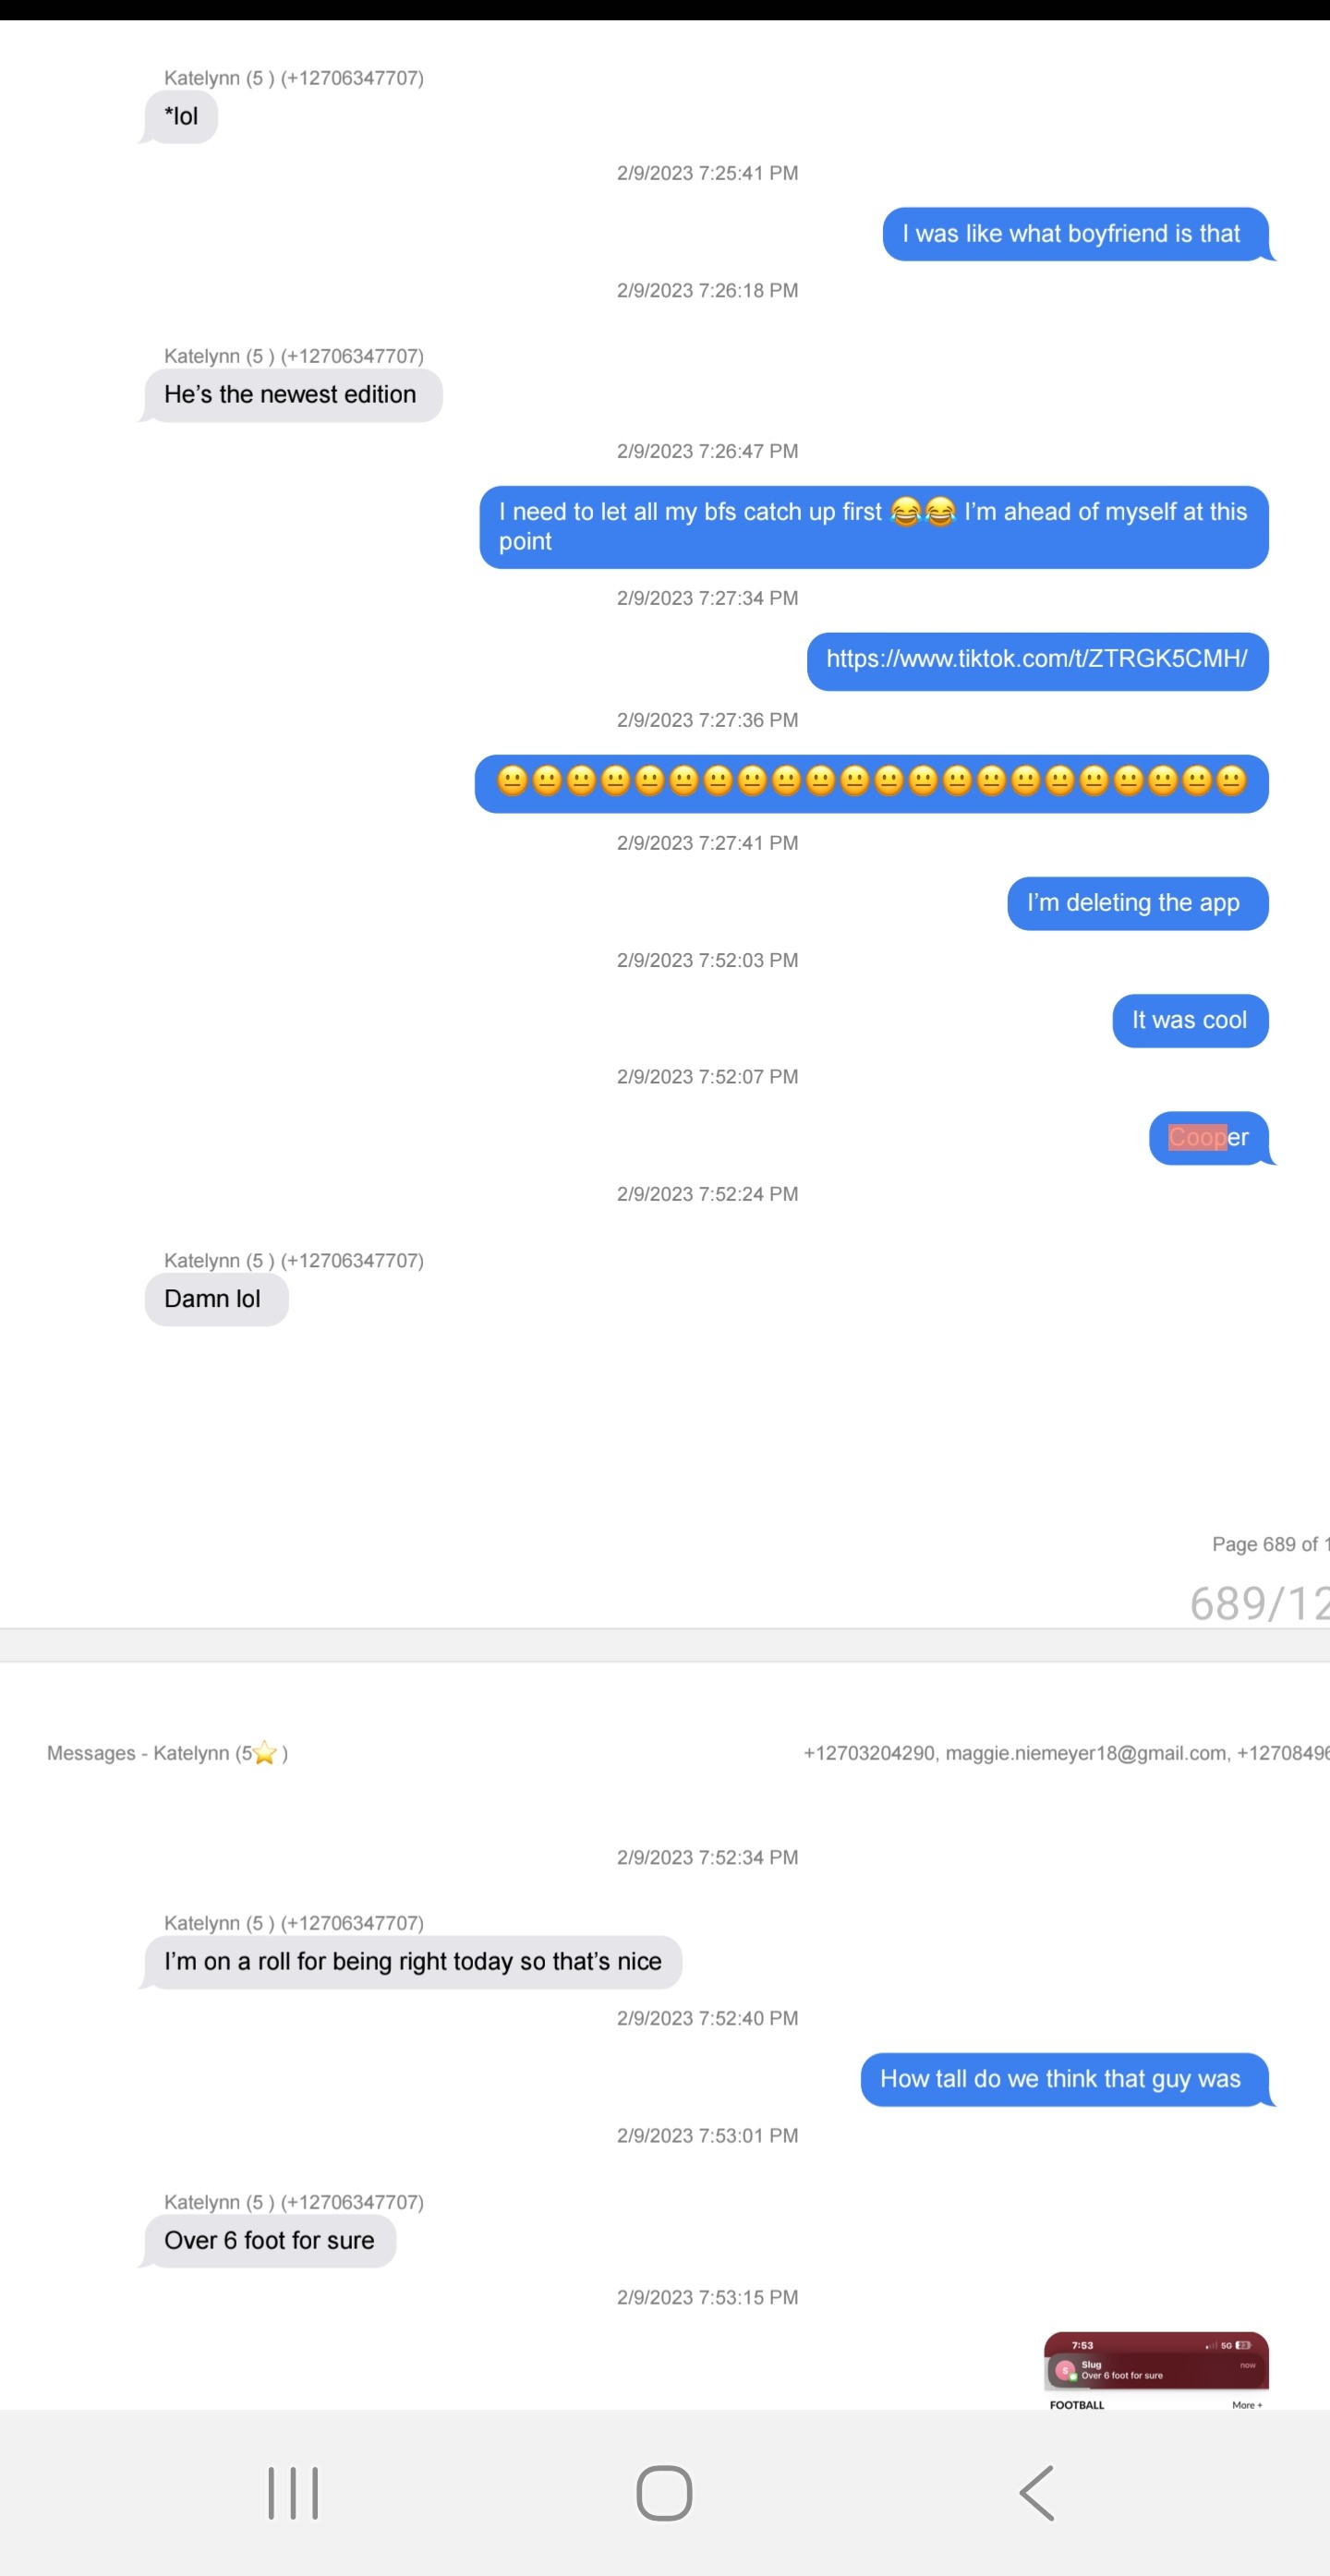 Katelynn (5 ) (+12706347707)
*lol
2/9/2023 7:25:41 PM
I was like what boyfriend is that
2/9/2023 7:26:18 PM
Katelynn (5 ) (+12706347707)
He's the newest edition
2/9/2023 7:26:47 PM
I need to let all my bfs catch up first 😂😂 I'm ahead of myself at this
point
2/9/2023 7:27:34 PM
https://www.tiktok.com/t/ZTRGK5CMH/
2/9/2023 7:27:36 PM
😐😐😐😐😐😐😐😐😐😐😐😐😐😐😐😐😐😐😐😐😐😐
2/9/2023 7:27:41 PM
I'm deleting the app
2/9/2023 7:52:03 PM
It was cool
2/9/2023 7:52:07 PM
Cooper
2/9/2023 7:52:24 PM
Katelynn (5 ) (+12706347707)
Damn lol
Page 689 of 1
689/12
Messages - Katelynn (5⭐ )
+12703204290, maggie.niemeyer18@gmail.com, +12708496
2/9/2023 7:52:34 PM
Katelynn (5 ) (+12706347707)
I'm on a roll for being right today so that's nice
2/9/2023 7:52:40 PM
How tall do we think that guy was
2/9/2023 7:53:01 PM
Katelynn (5 ) (+12706347707)
Over 6 foot for sure
2/9/2023 7:53:15 PM
7:53
5G
S
Slug
now
Over 6 foot for sure
FOOTBALL
More +